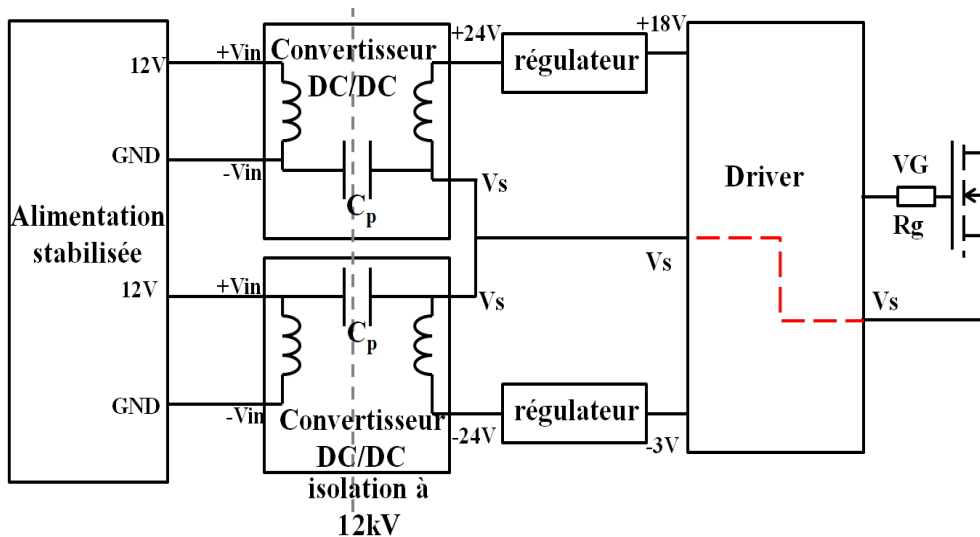 Alimentation
stabilisée
12V
GND
12V
GND
+Vin
-Vin
Convertisseur
DC/DC
Cp
+24V
Vs
régulateur
+18V
+Vin
-Vin
Cp
Convertisseur
DC/DC
isolation à
12kV
Vs
-24V
régulateur
-3V
Vs
Driver
Vs
VG
Rg